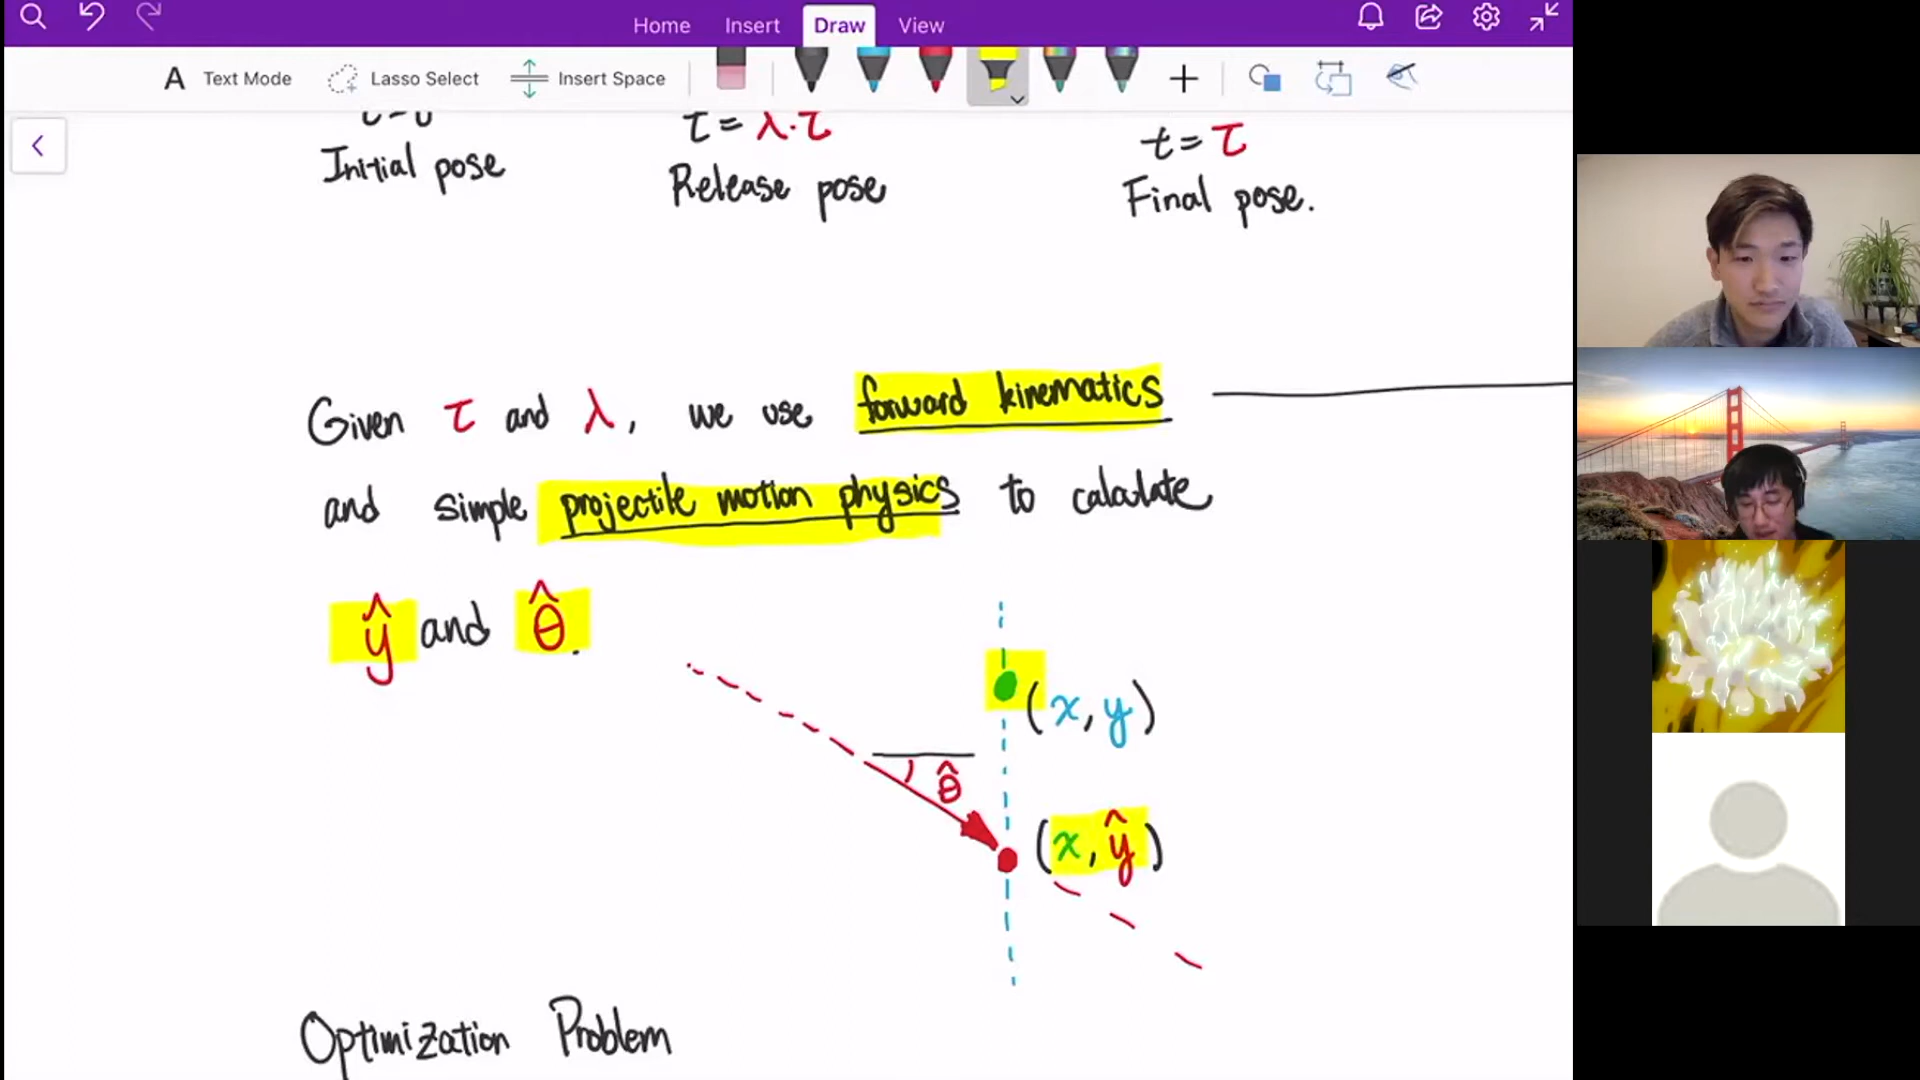 Home Insert Draw View
Text Mode Lasso Select Insert Space
t=0 t=λ·τ t=τ
Initial pose Release pose Final pose.
Given τ and λ, we use forward kinematics
and simple projectile motion physics to calculate
ŷ and θ̂.
(x, y)
θ̂
(x, ŷ)
Optimization Problem